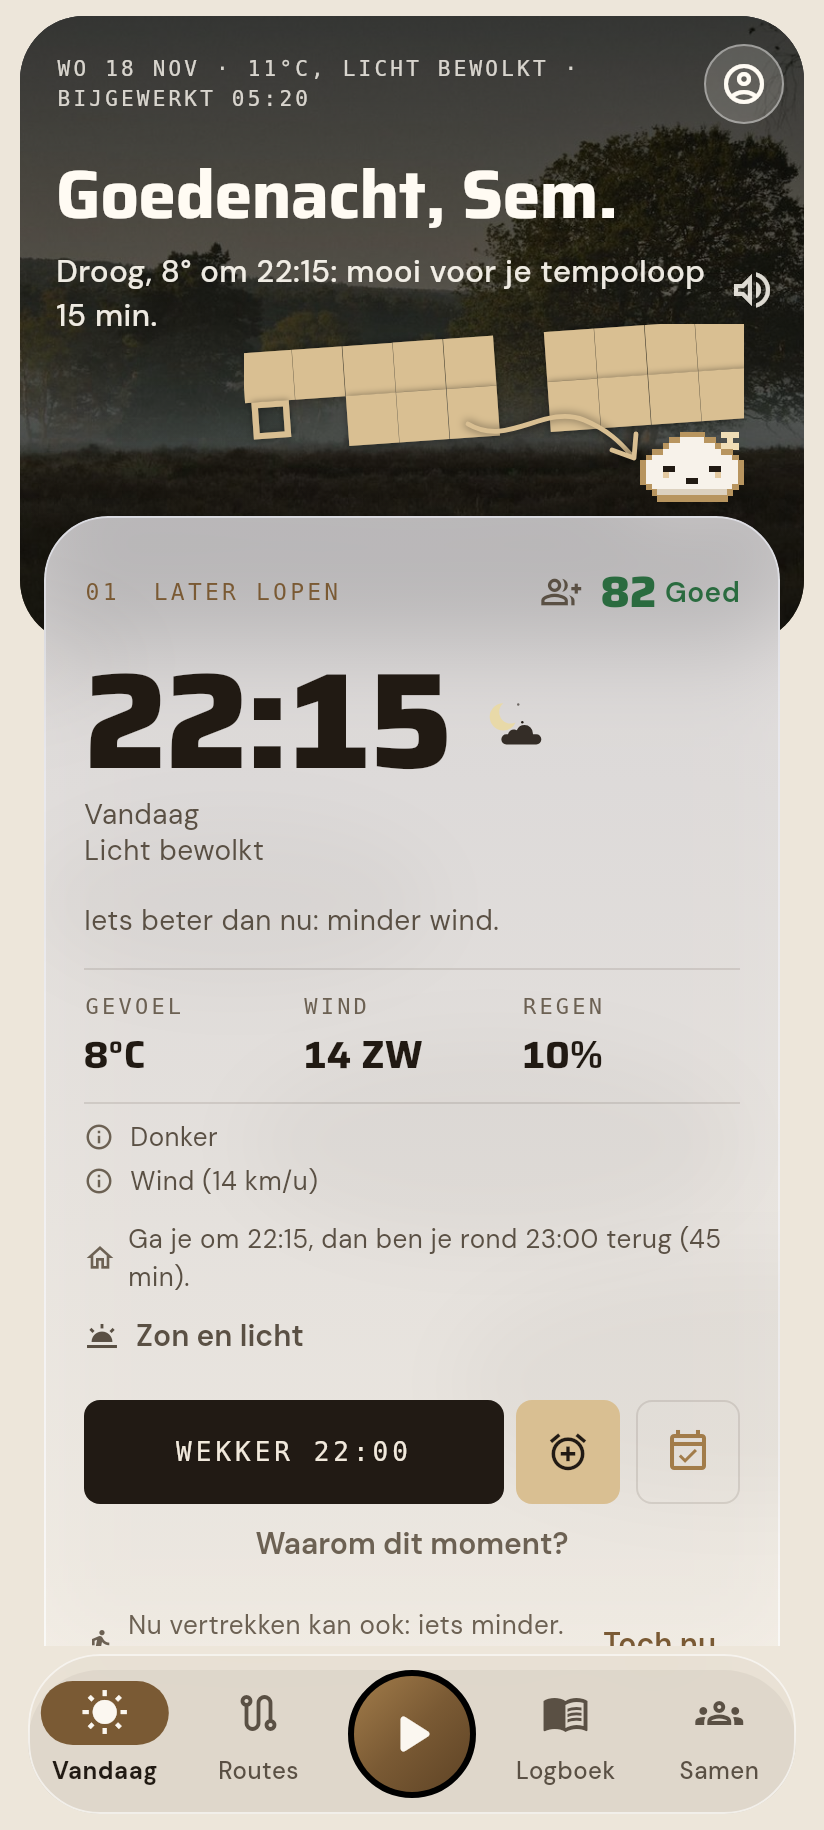 WO 18 NOV · 11°C, LICHT BEWOLKT ·
BIJGEWERKT 05:20
Goedenacht, Sem.
Droog, 8° om 22:15: mooi voor je tempoloop
15 min.
01 LATER LOPEN
82 Goed
22:15
Vandaag
Licht bewolkt
Iets beter dan nu: minder wind.
GEVOEL WIND REGEN
8°C 14 ZW 10%
Donker
Wind (14 km/u)
Ga je om 22:15, dan ben je rond 23:00 terug (45
min).
Zon en licht
WEKKER 22:00
Waarom dit moment?
Nu vertrekken kan ook: iets minder.
Toch nu
Vandaag Routes Logboek Samen